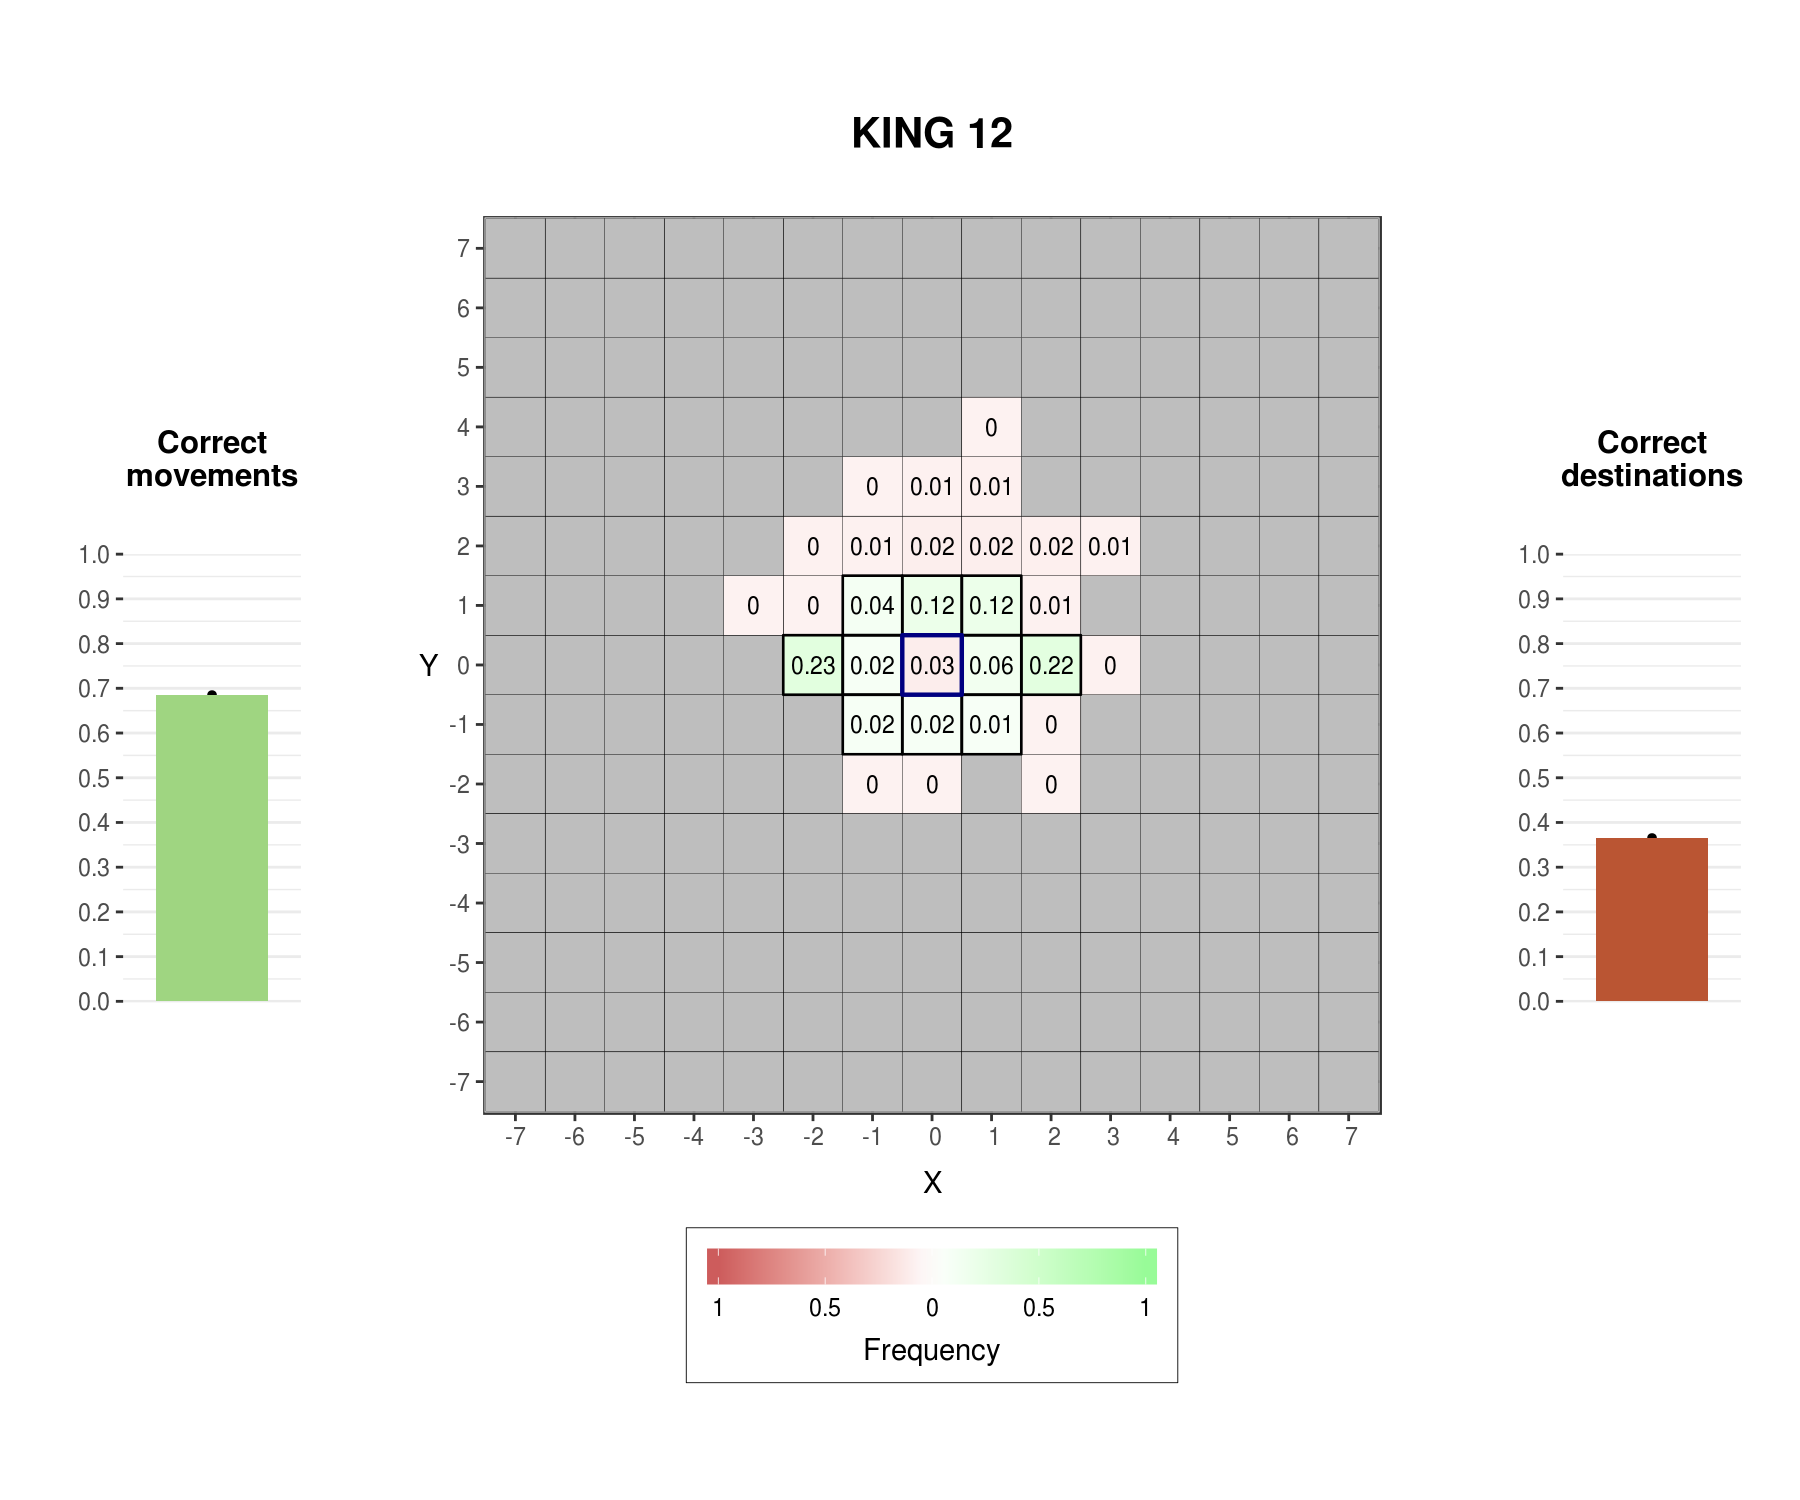 KING 12
Correct
movements
1.0
0.9
0.8
0.7
0.6
0.5
0.4
0.3
0.2
0.1
0.0
Y
7
6
5
4 0
3 0 0.01 0.01
2 0 0.01 0.02 0.02 0.02 0.01
1 0 0 0.04 0.12 0.12 0.01
0 0.23 0.02 0.03 0.06 0.22 0
-1 0.02 0.02 0.01 0
-2 0 0 0
-3
-4
-5
-6
-7
-7 -6 -5 -4 -3 -2 -1 0 1 2 3 4 5 6 7
X
Correct
destinations
1.0
0.9
0.8
0.7
0.6
0.5
0.4
0.3
0.2
0.1
0.0
1 0.5 0 0.5 1
Frequency